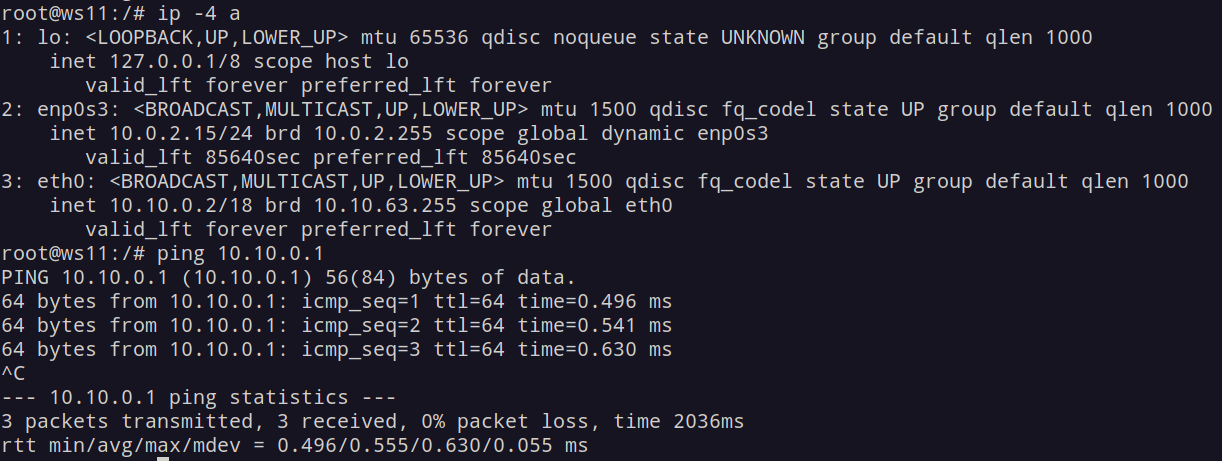 root@ws11:/# ip -4 a
1: lo: <LOOPBACK,UP,LOWER_UP> mtu 65536 qdisc noqueue state UNKNOWN group default qlen 1000
    inet 127.0.0.1/8 scope host lo
       valid_lft forever preferred_lft forever
2: enp0s3: <BROADCAST,MULTICAST,UP,LOWER_UP> mtu 1500 qdisc fq_codel state UP group default qlen 1000
    inet 10.0.2.15/24 brd 10.0.2.255 scope global dynamic enp0s3
       valid_lft 85640sec preferred_lft 85640sec
3: eth0: <BROADCAST,MULTICAST,UP,LOWER_UP> mtu 1500 qdisc fq_codel state UP group default qlen 1000
    inet 10.10.0.2/18 brd 10.10.63.255 scope global eth0
       valid_lft forever preferred_lft forever
root@ws11:/# ping 10.10.0.1
PING 10.10.0.1 (10.10.0.1) 56(84) bytes of data.
64 bytes from 10.10.0.1: icmp_seq=1 ttl=64 time=0.496 ms
64 bytes from 10.10.0.1: icmp_seq=2 ttl=64 time=0.541 ms
64 bytes from 10.10.0.1: icmp_seq=3 ttl=64 time=0.630 ms
^C
--- 10.10.0.1 ping statistics ---
3 packets transmitted, 3 received, 0% packet loss, time 2036ms
rtt min/avg/max/mdev = 0.496/0.555/0.630/0.055 ms